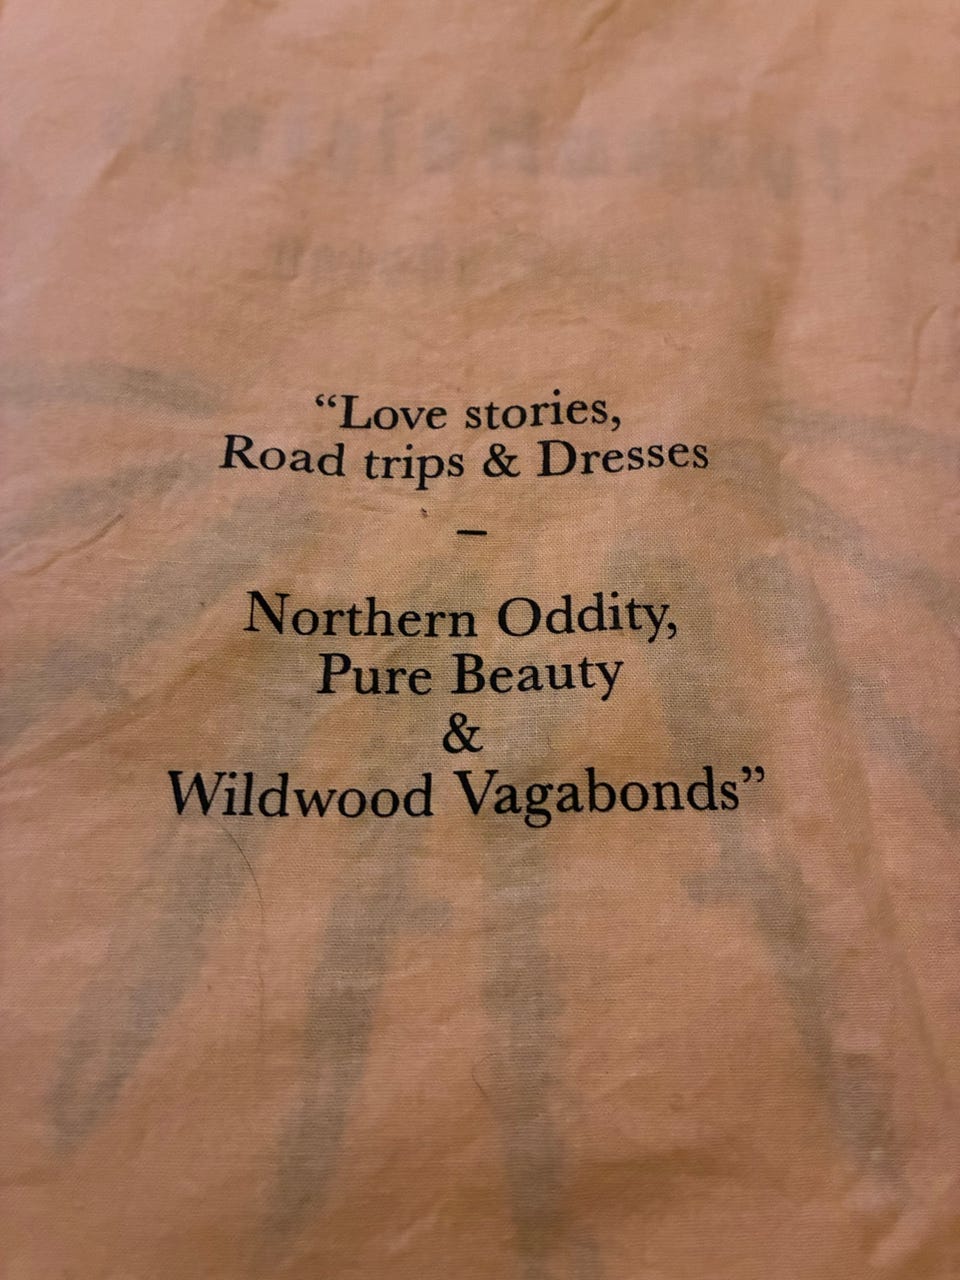 “Love stories,
Road trips & Dresses
–
Northern Oddity,
Pure Beauty
&
Wildwood Vagabonds”